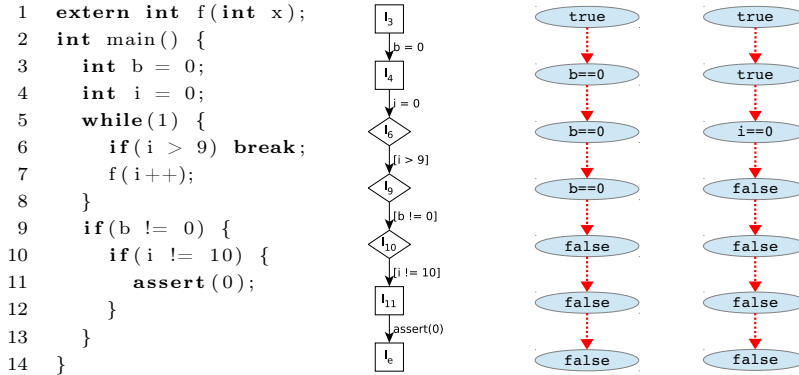 1 extern int f(int x);
2 int main() {
3 int b = 0;
4 int i = 0;
5 while(1) {
6 if(i > 9) break;
7 f(i++);
8 }
9 if(b != 0) {
10 if(i != 10) {
11 assert(0);
12 }
13 }
14 }
l3
b = 0
l4
i = 0
l6
[i > 9]
l9
[b != 0]
l10
[i != 10]
l11
assert(0)
le
true
b==0
b==0
b==0
false
false
false
true
true
i==0
false
false
false
false